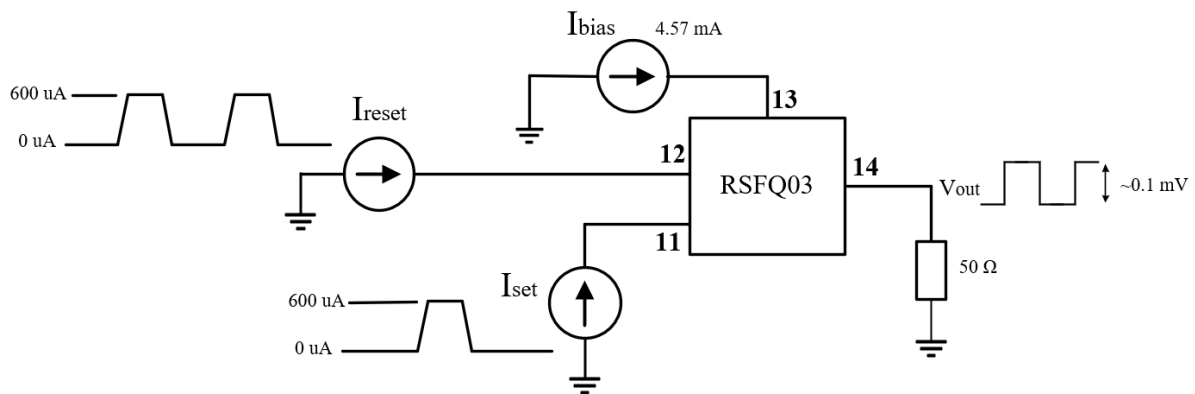 Ibias 4.57 mA
13
600 uA
Ireset
0 uA
12
RSFQ03
14
Vout
~0.1 mV
11
50 Ω
Iset
600 uA
0 uA